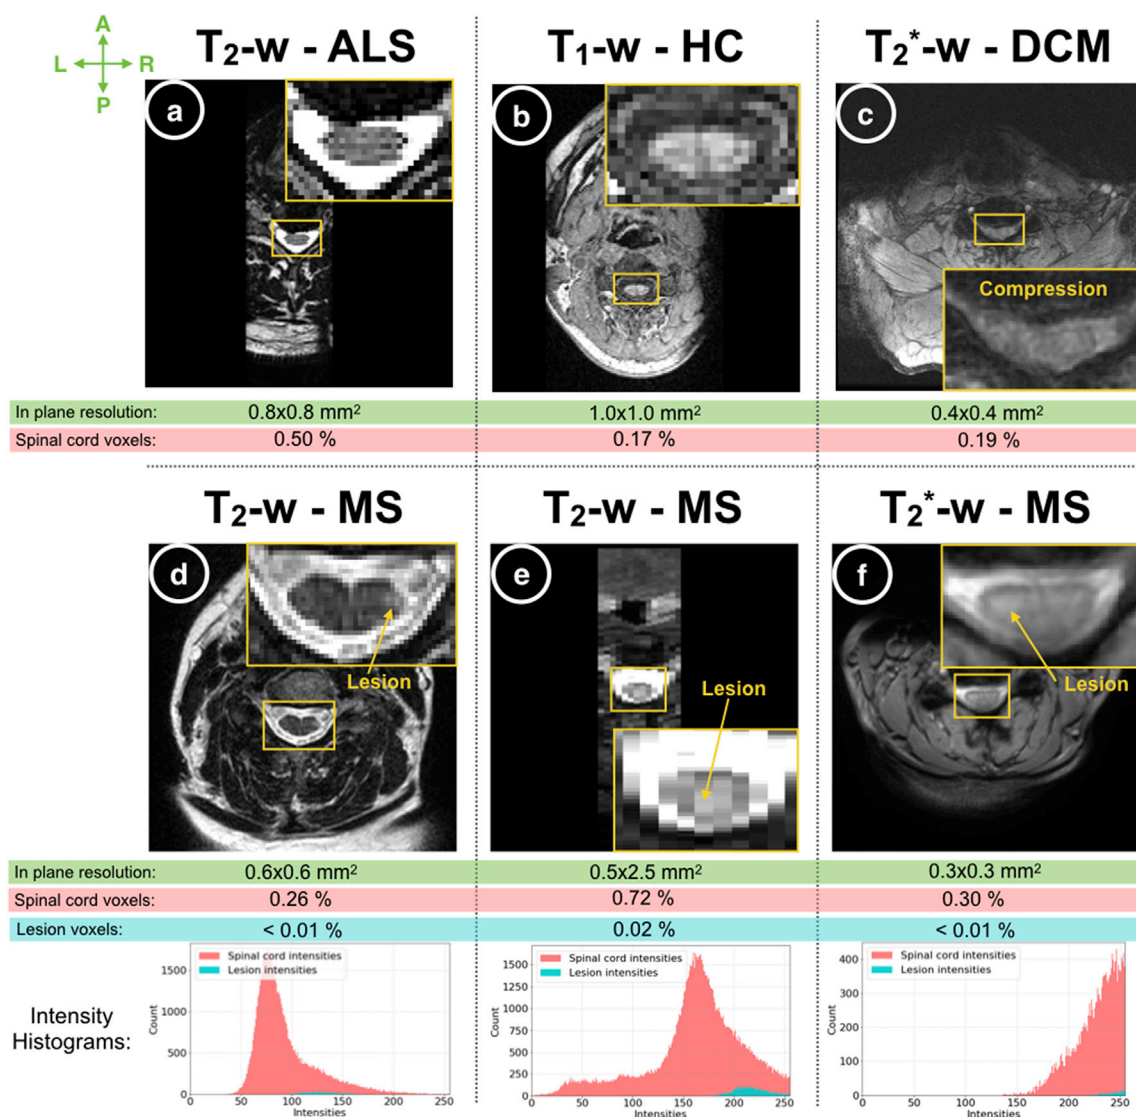 A
L R
P
T₂-w - ALS
T₁-w - HC
T₂*-w - DCM
a
b
c
Compression
In plane resolution: 0.8x0.8 mm² 1.0x1.0 mm² 0.4x0.4 mm²
Spinal cord voxels: 0.50 % 0.17 % 0.19 %
T₂-w - MS
T₂-w - MS
T₂*-w - MS
d
Lesion
e
Lesion
f
Lesion
In plane resolution: 0.6x0.6 mm² 0.5x2.5 mm² 0.3x0.3 mm²
Spinal cord voxels: 0.26 % 0.72 % 0.30 %
Lesion voxels: < 0.01 % 0.02 % < 0.01 %
Intensity
Histograms:
Spinal cord intensities
Lesion intensities
Count
1500
1000
500
0
0 50 100 150 200 250
Intensities
Spinal cord intensities
Lesion intensities
Count
1500
1250
1000
750
500
250
0
0 50 100 150 200 250
Intensities
Spinal cord intensities
Lesion intensities
Count
400
300
200
100
0
0 50 100 150 200 250
Intensities